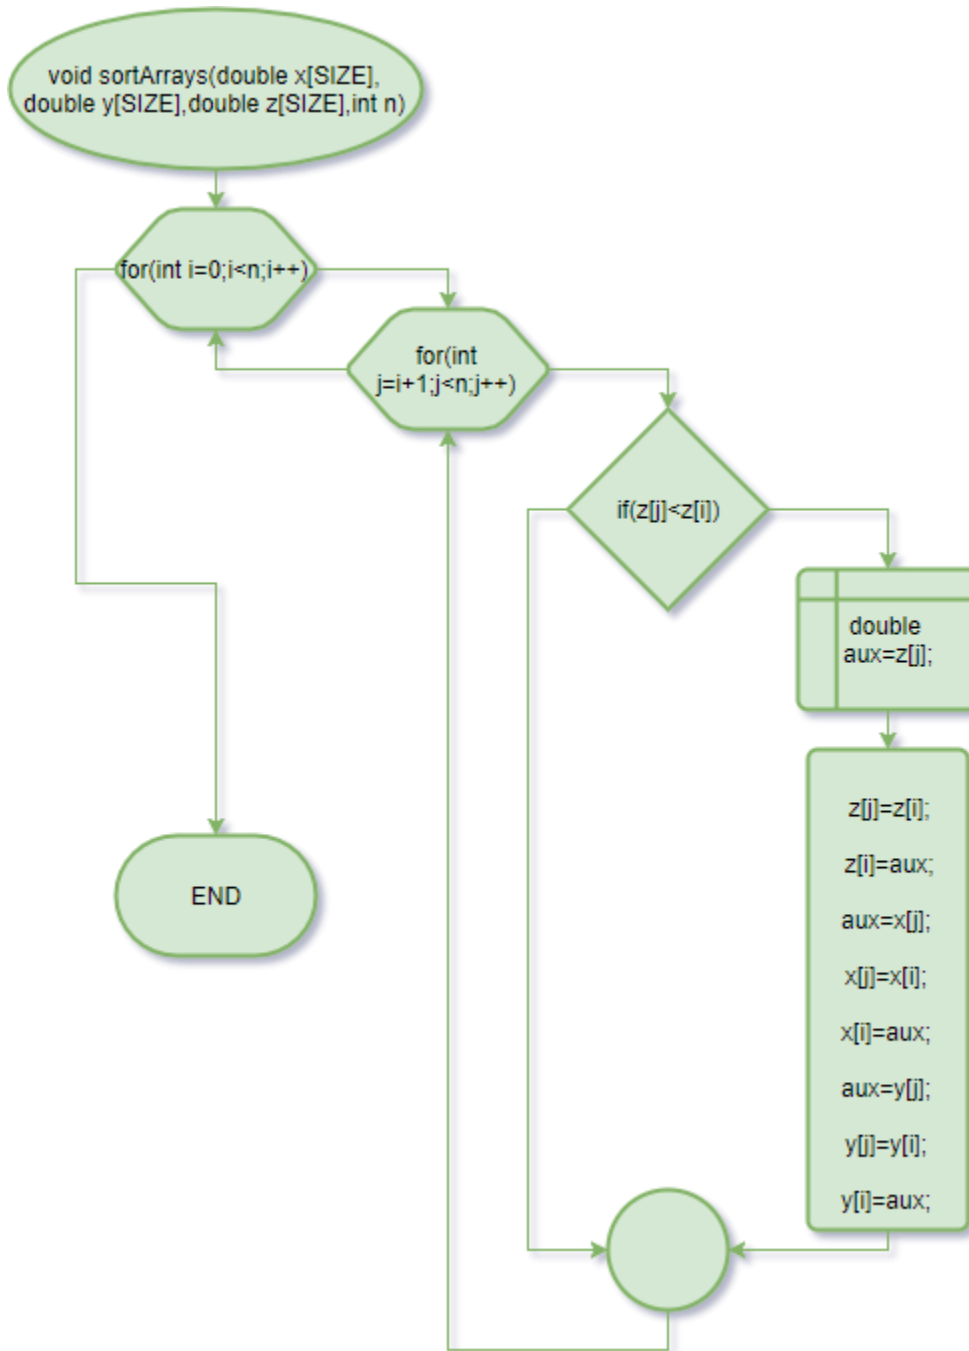 void sortArrays(double x[SIZE],
double y[SIZE],double z[SIZE],int n)
for(int i=0;i<n;i++)
for(int
j=i+1;j<n;j++)
if(z[j]<z[i])
double
aux=z[j];
z[j]=z[i];
z[i]=aux;
aux=x[j];
x[j]=x[i];
x[i]=aux;
aux=y[j];
y[j]=y[i];
y[i]=aux;
END